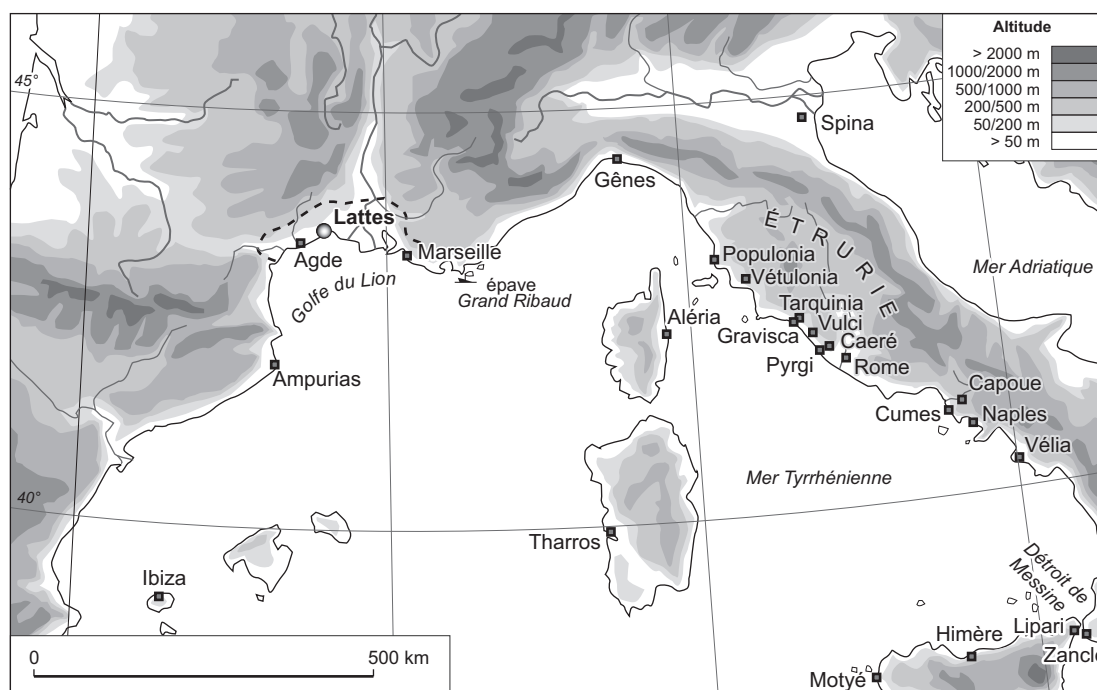 Altitude
> 2000 m
1000/2000 m
500/1000 m
200/500 m
50/200 m
> 50 m
45°
Spina
Gênes
Lattes
Agde
Marseille
Golfe du Lion
épave
Grand Ribaud
ÉTRURIE
Mer Adriatique
Populonia
Vétulonia
Tarquinia
Aléria
Gravisca
Vulci
Caeré
Pyrgi
Rome
Ampurias
Capoue
Cumes
Naples
Vélia
Mer Tyrrhénienne
40°
Tharros
Détroit de
Messine
Ibiza
Lipari
Himère
Zancle
Motyé
0
500 km